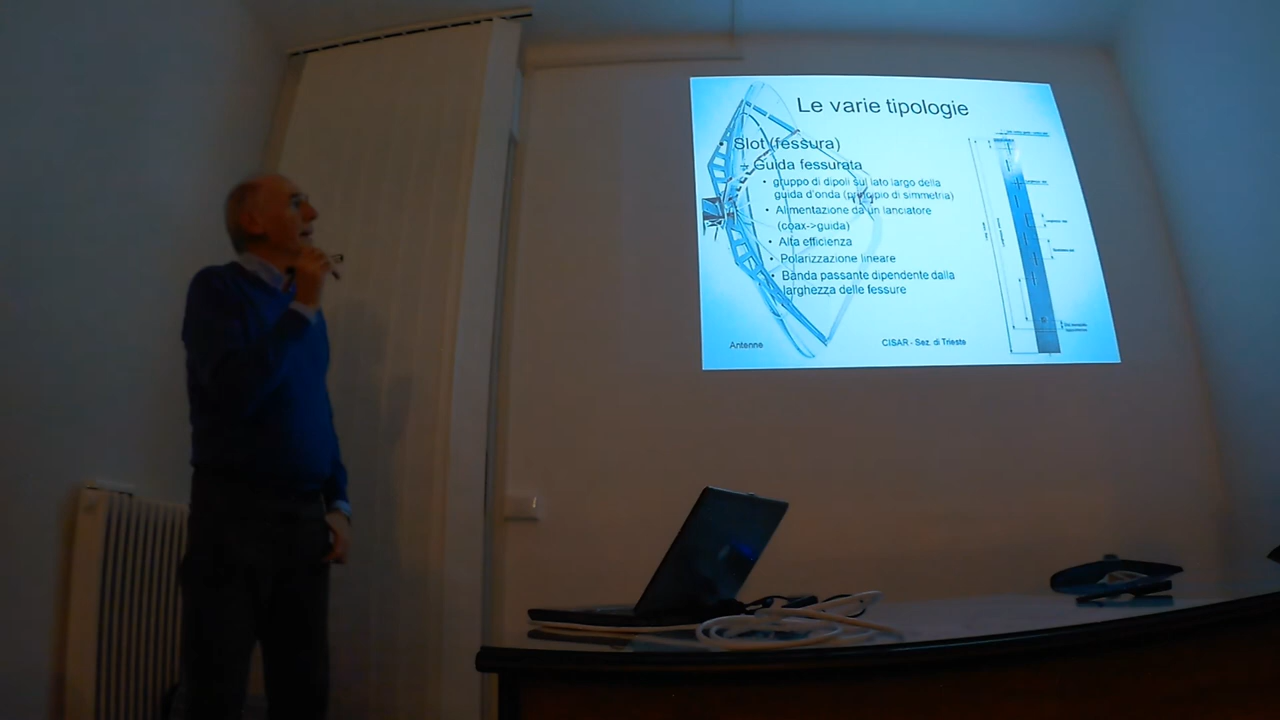 Le varie tipologie
• Slot (fessura)
– Guida fessurata
• gruppo di dipoli sul lato largo della
guida d'onda (principio di simmetria)
• Alimentazione da un lanciatore
(coax->guida)
• Alta efficienza
• Polarizzazione lineare
• Banda passante dipendente dalla
larghezza delle fessure
Antenne
CISAR - Sez. di Trieste